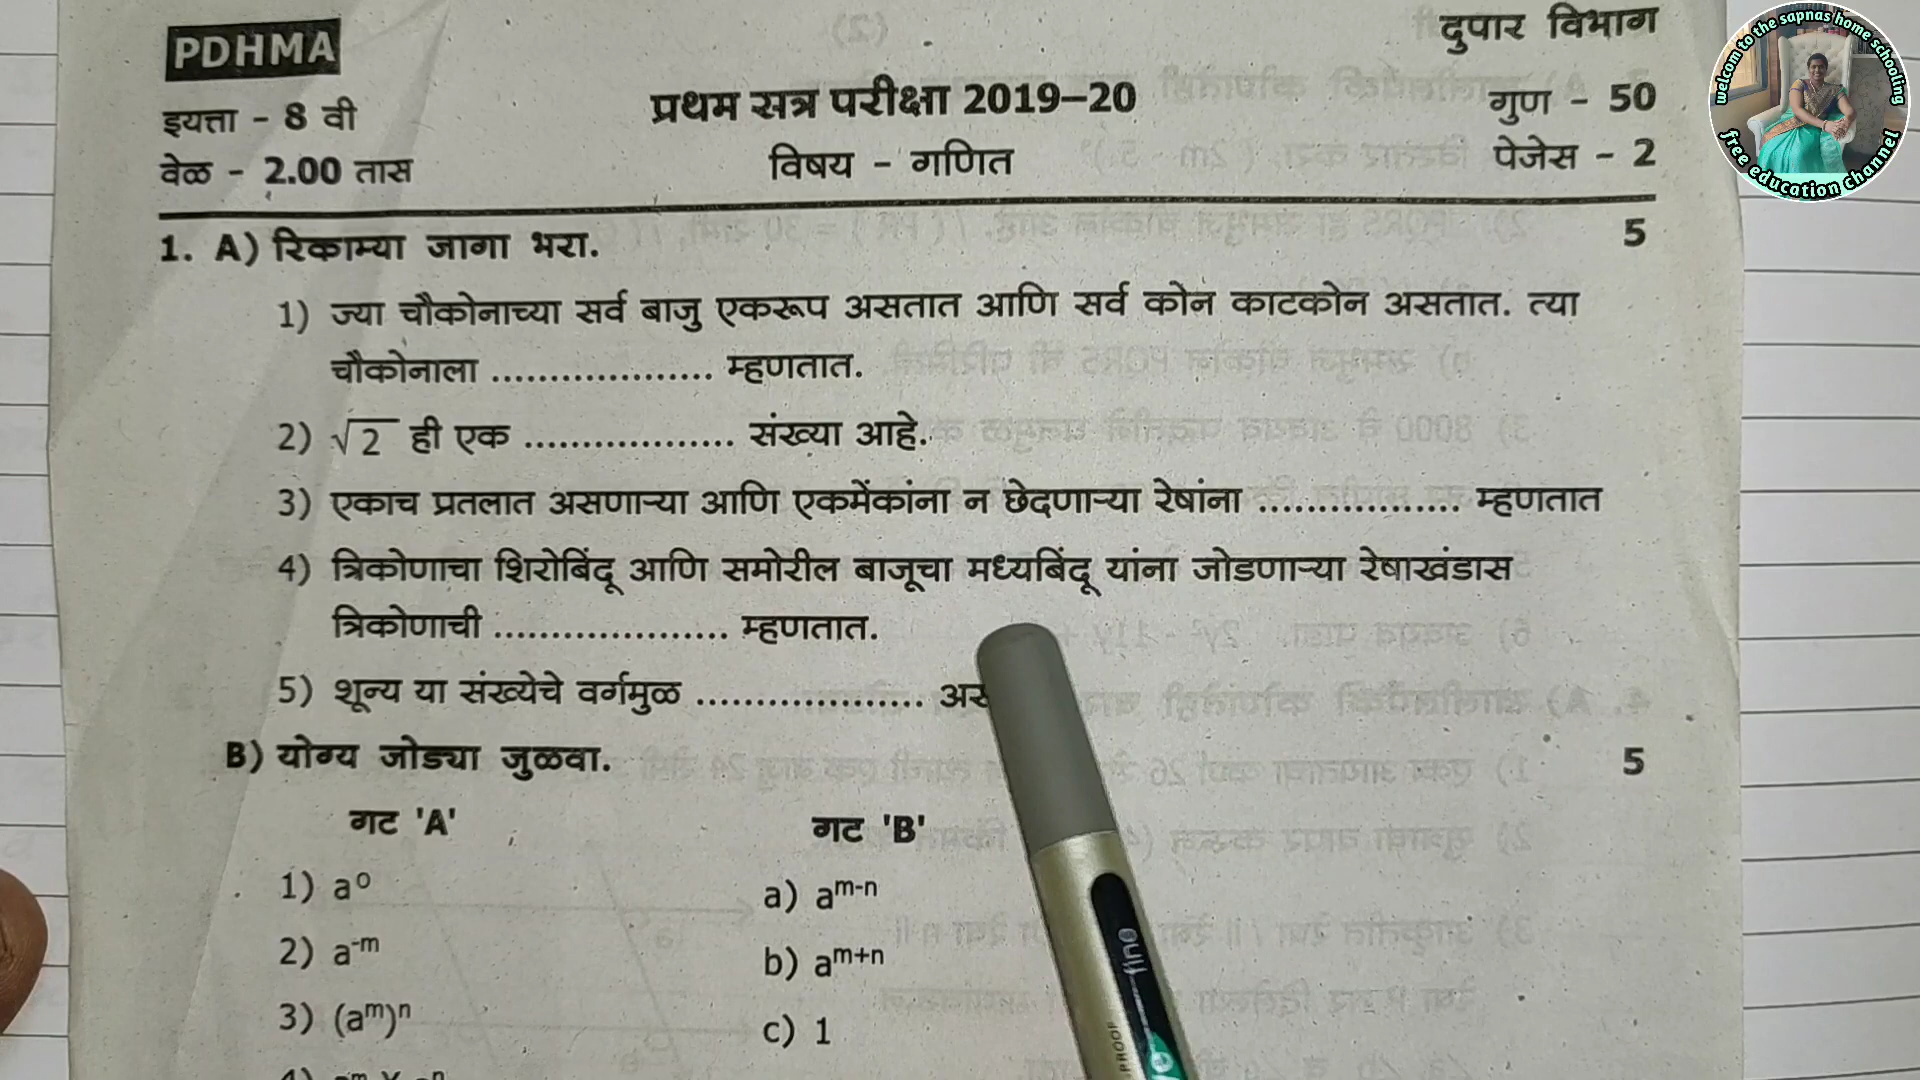 PDHMA
दुपार विभाग
इयत्ता - 8 वी
प्रथम सत्र परीक्षा 2019-20
गुण - 50
वेळ - 2.00 तास
विषय - गणित
पेजेस - 2
1. A) रिकाम्या जागा भरा. 5
1) ज्या चौकोनाच्या सर्व बाजु एकरूप असतात आणि सर्व कोन काटकोन असतात. त्या
चौकोनाला ................... म्हणतात.
2) √2 ही एक .................. संख्या आहे.
3) एकाच प्रतलात असणाऱ्या आणि एकमेंकांना न छेदणाऱ्या रेषांना ................. म्हणतात
4) त्रिकोणाचा शिरोबिंदू आणि समोरील बाजूचा मध्यबिंदू यांना जोडणाऱ्या रेषाखंडास
त्रिकोणाची .................... म्हणतात.
5) शून्य या संख्येचे वर्गमुळ ...................
B) योग्य जोड्या जुळवा. 5
गट 'A' गट 'B'
1) a⁰ a) aᵐ⁻ⁿ
2) a⁻ᵐ b) aᵐ⁺ⁿ
3) (aᵐ)ⁿ c) 1
welcom to the sapnas home schooling
free education channel
fine